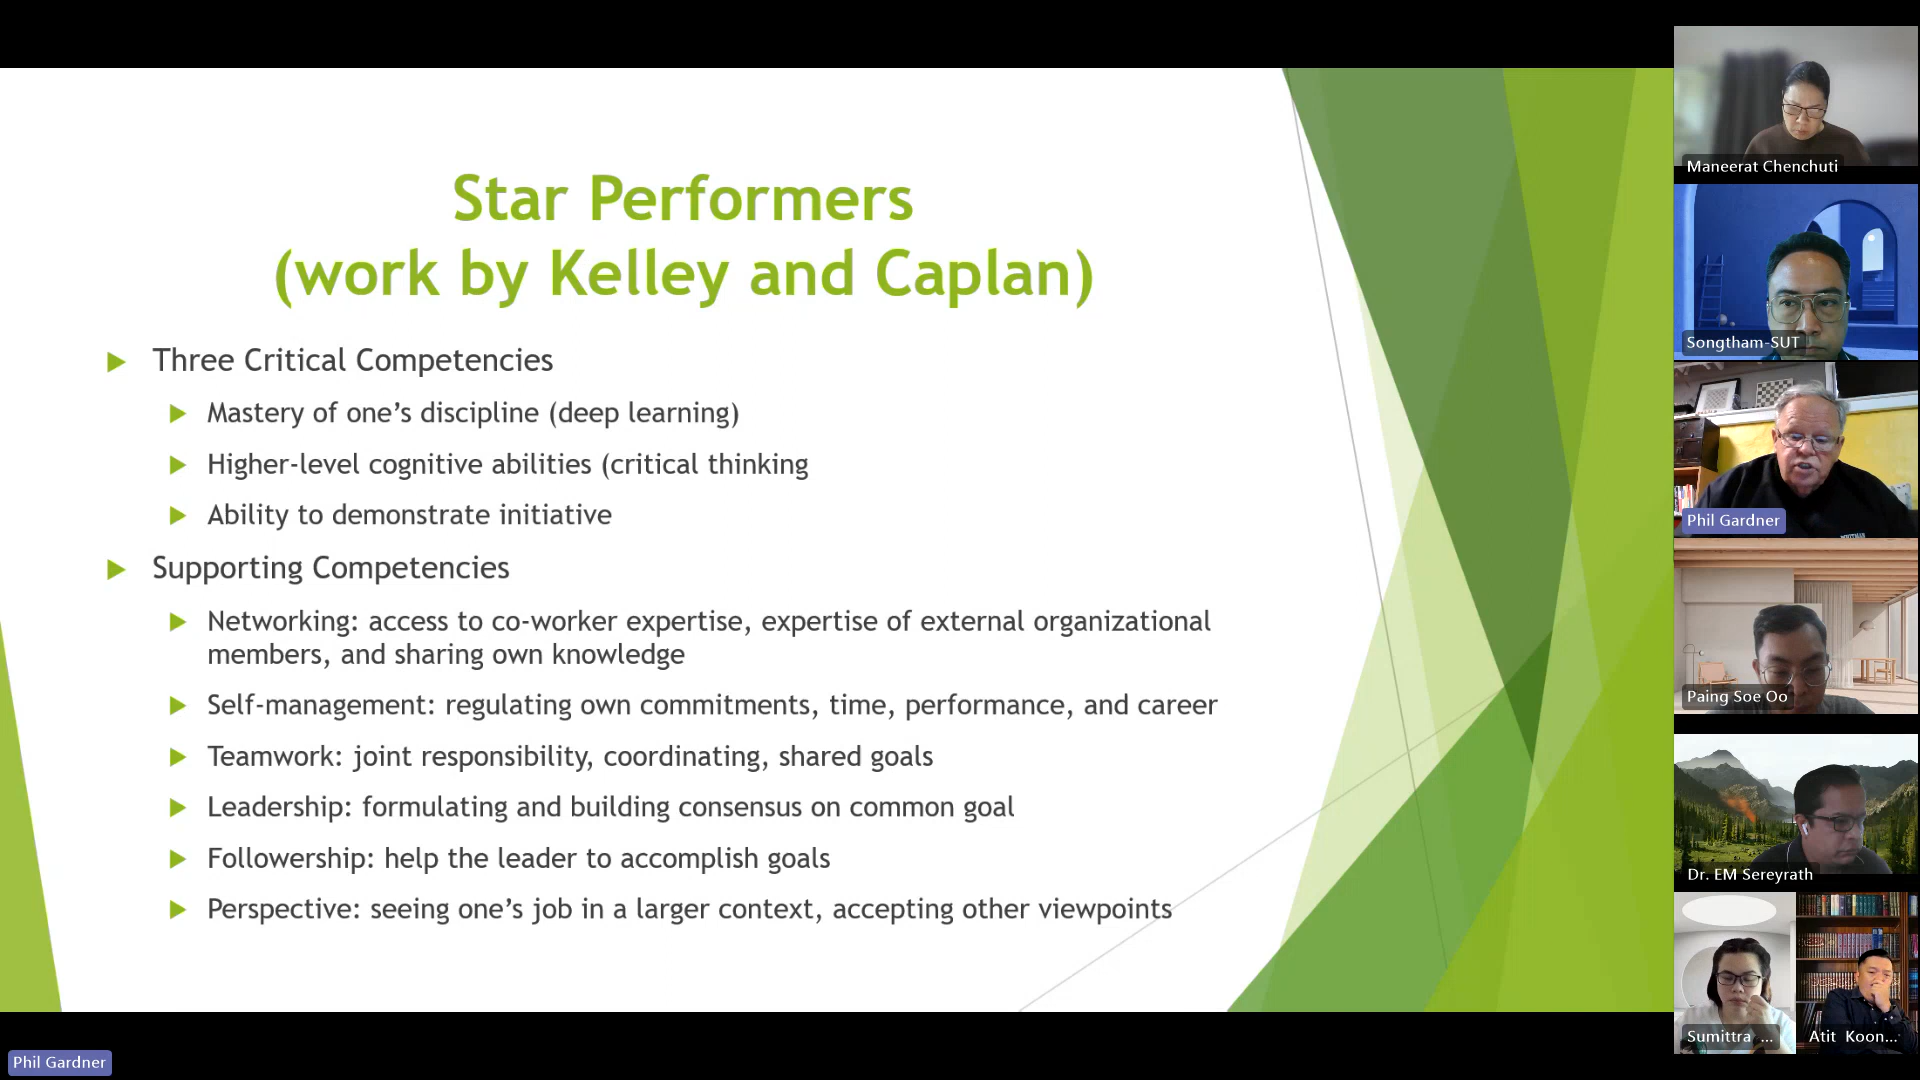 Star Performers
(work by Kelley and Caplan)
Three Critical Competencies
Mastery of one's discipline (deep learning)
Higher-level cognitive abilities (critical thinking
Ability to demonstrate initiative
Supporting Competencies
Networking: access to co-worker expertise, expertise of external organizational
members, and sharing own knowledge
Self-management: regulating own commitments, time, performance, and career
Teamwork: joint responsibility, coordinating, shared goals
Leadership: formulating and building consensus on common goal
Followership: help the leader to accomplish goals
Perspective: seeing one's job in a larger context, accepting other viewpoints
Maneerat Chenchuti
Songtham-SUT
Phil Gardner
Paing Soe Oo
Dr. EM Sereyrath
Sumittra ...
Atit Koon...
Phil Gardner